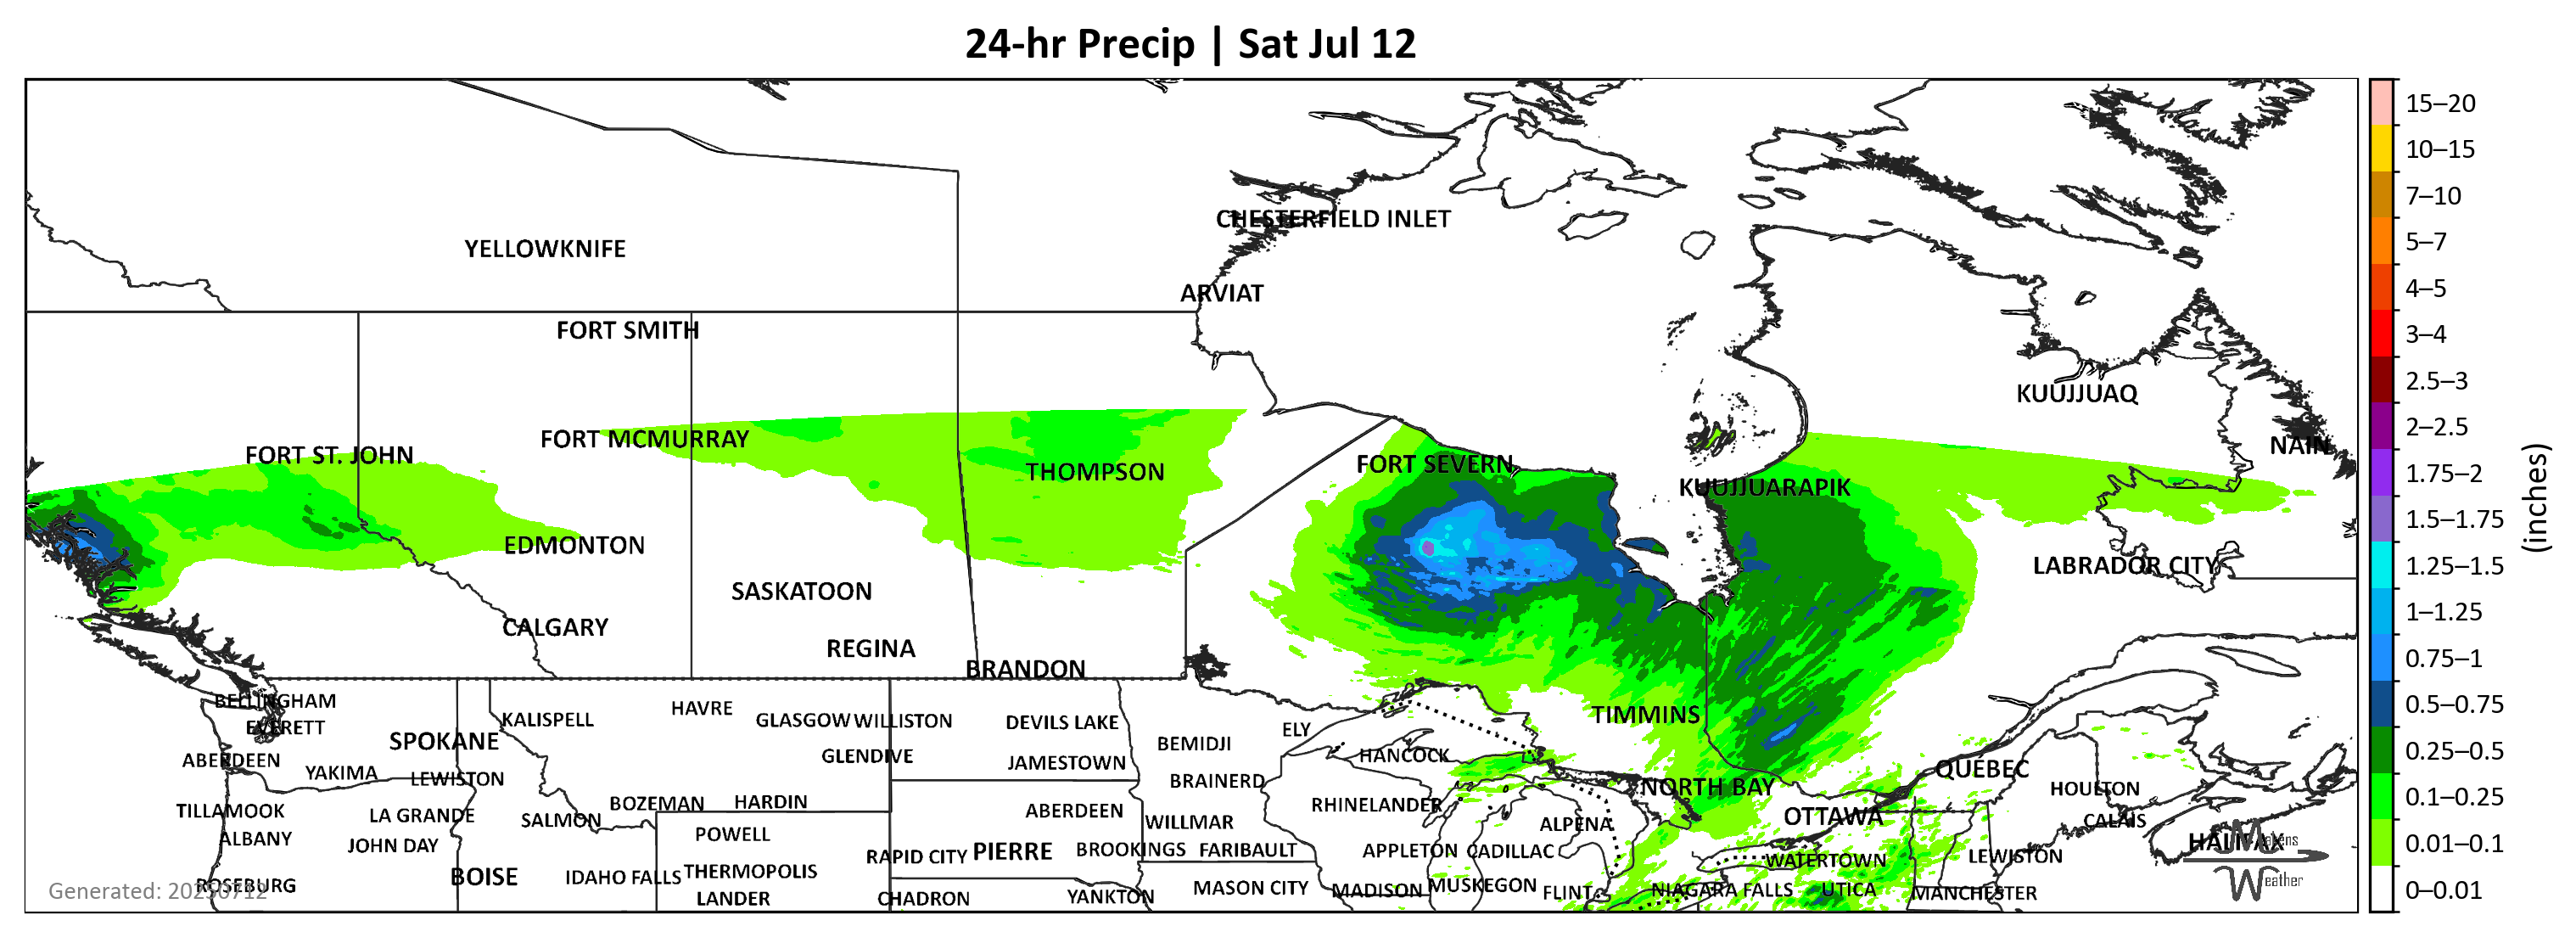 24-hr Precip | Sat Jul 12
CHESTERFIELD INLET
YELLOWKNIFE
ARVIAT
FORT SMITH
KUUJJUAQ
FORT MCMURRAY
NAIN
FORT ST. JOHN
FORT SEVERN
THOMPSON
KUUJJUARAPIK
EDMONTON
LABRADOR CITY
SASKATOON
CALGARY
REGINA
BRANDON
BELLINGHAM
HAVRE
KALISPELL
GLASGOW WILLISTON
DEVILS LAKE
TIMMINS
EVERETT
ELY
SPOKANE
BEMIDJI
GLENDIVE
HANCOCK
ABERDEEN
JAMESTOWN
QUEBEC
YAKIMA
LEWISTON
BRAINERD
NORTH BAY
HOULTON
BOZEMAN
HARDIN
RHINELANDER
TILLAMOOK
LA GRANDE
ABERDEEN
OTTAWA
SALMON
WILLMAR
ALPENA
CALAIS
POWELL
ALBANY
JOHN DAY
HALIFAX
PIERRE
BROOKINGS
FARIBAULT
APPLETON
CADILLAC
RAPID CITY
LEWISTON
WATERTOWN
THERMOPOLIS
BOISE
IDAHO FALLS
ROSEBURG
MASON CITY
MADISON
MUSKEGON
FLINT
NIAGARA FALLS
UTICA
MANCHESTER
LANDER
CHADRON
YANKTON
Generated: 20250712
Makens
Weather
15–20
10–15
7–10
5–7
4–5
3–4
2.5–3
2–2.5
1.75–2
1.5–1.75
1.25–1.5
1–1.25
0.75–1
0.5–0.75
0.25–0.5
0.1–0.25
0.01–0.1
0–0.01
(inches)